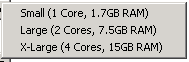 Small (1 Core, 1.7GB RAM)
Large (2 Cores, 7.5GB RAM)
X-Large (4 Cores, 15GB RAM)